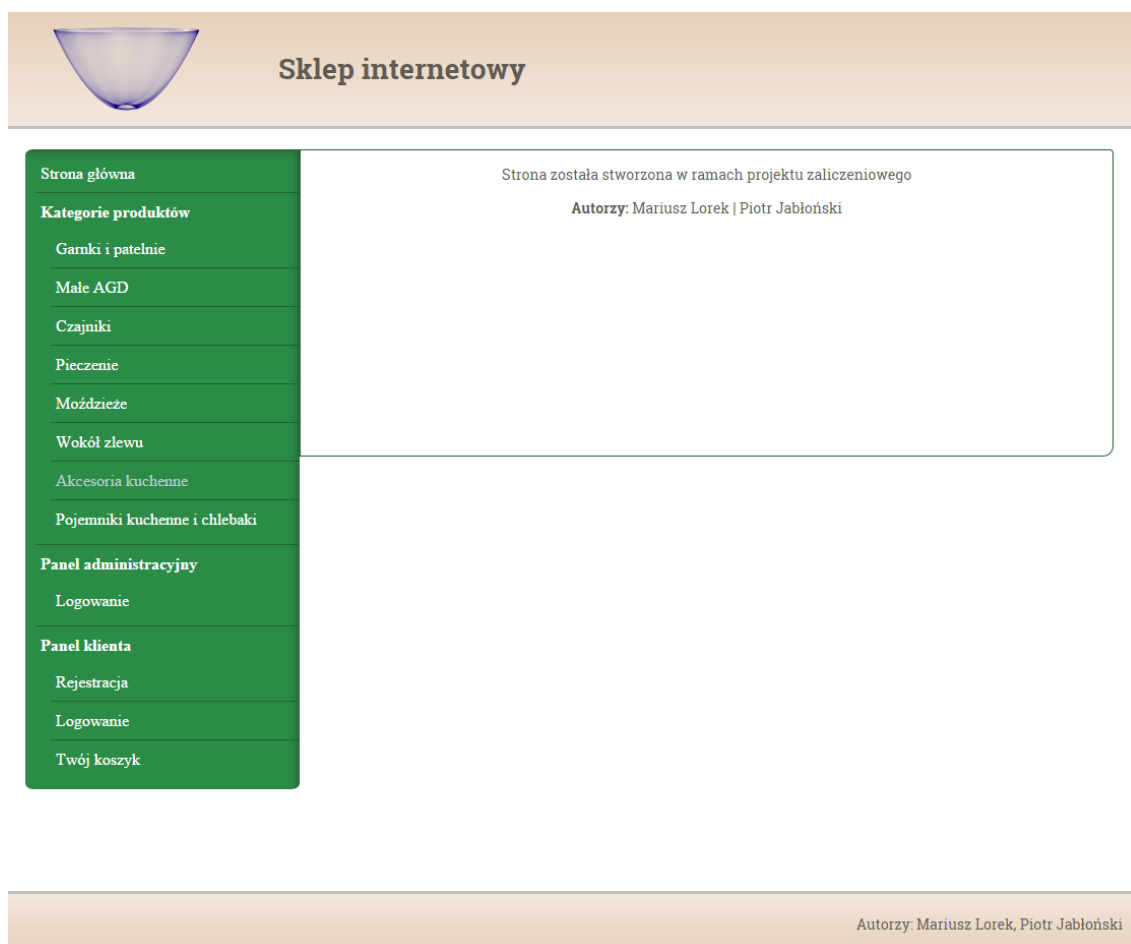 Sklep internetowy
Strona główna
Kategorie produktów
Garnki i patelnie
Małe AGD
Czajniki
Pieczenie
Moździeże
Wokół zlewu
Akcesoria kuchenne
Pojemniki kuchenne i chlebaki
Panel administracyjny
Logowanie
Panel klienta
Rejestracja
Logowanie
Twój koszyk
Strona została stworzona w ramach projektu zaliczeniowego
Autorzy: Mariusz Lorek | Piotr Jabłoński
Autorzy: Mariusz Lorek, Piotr Jabłoński